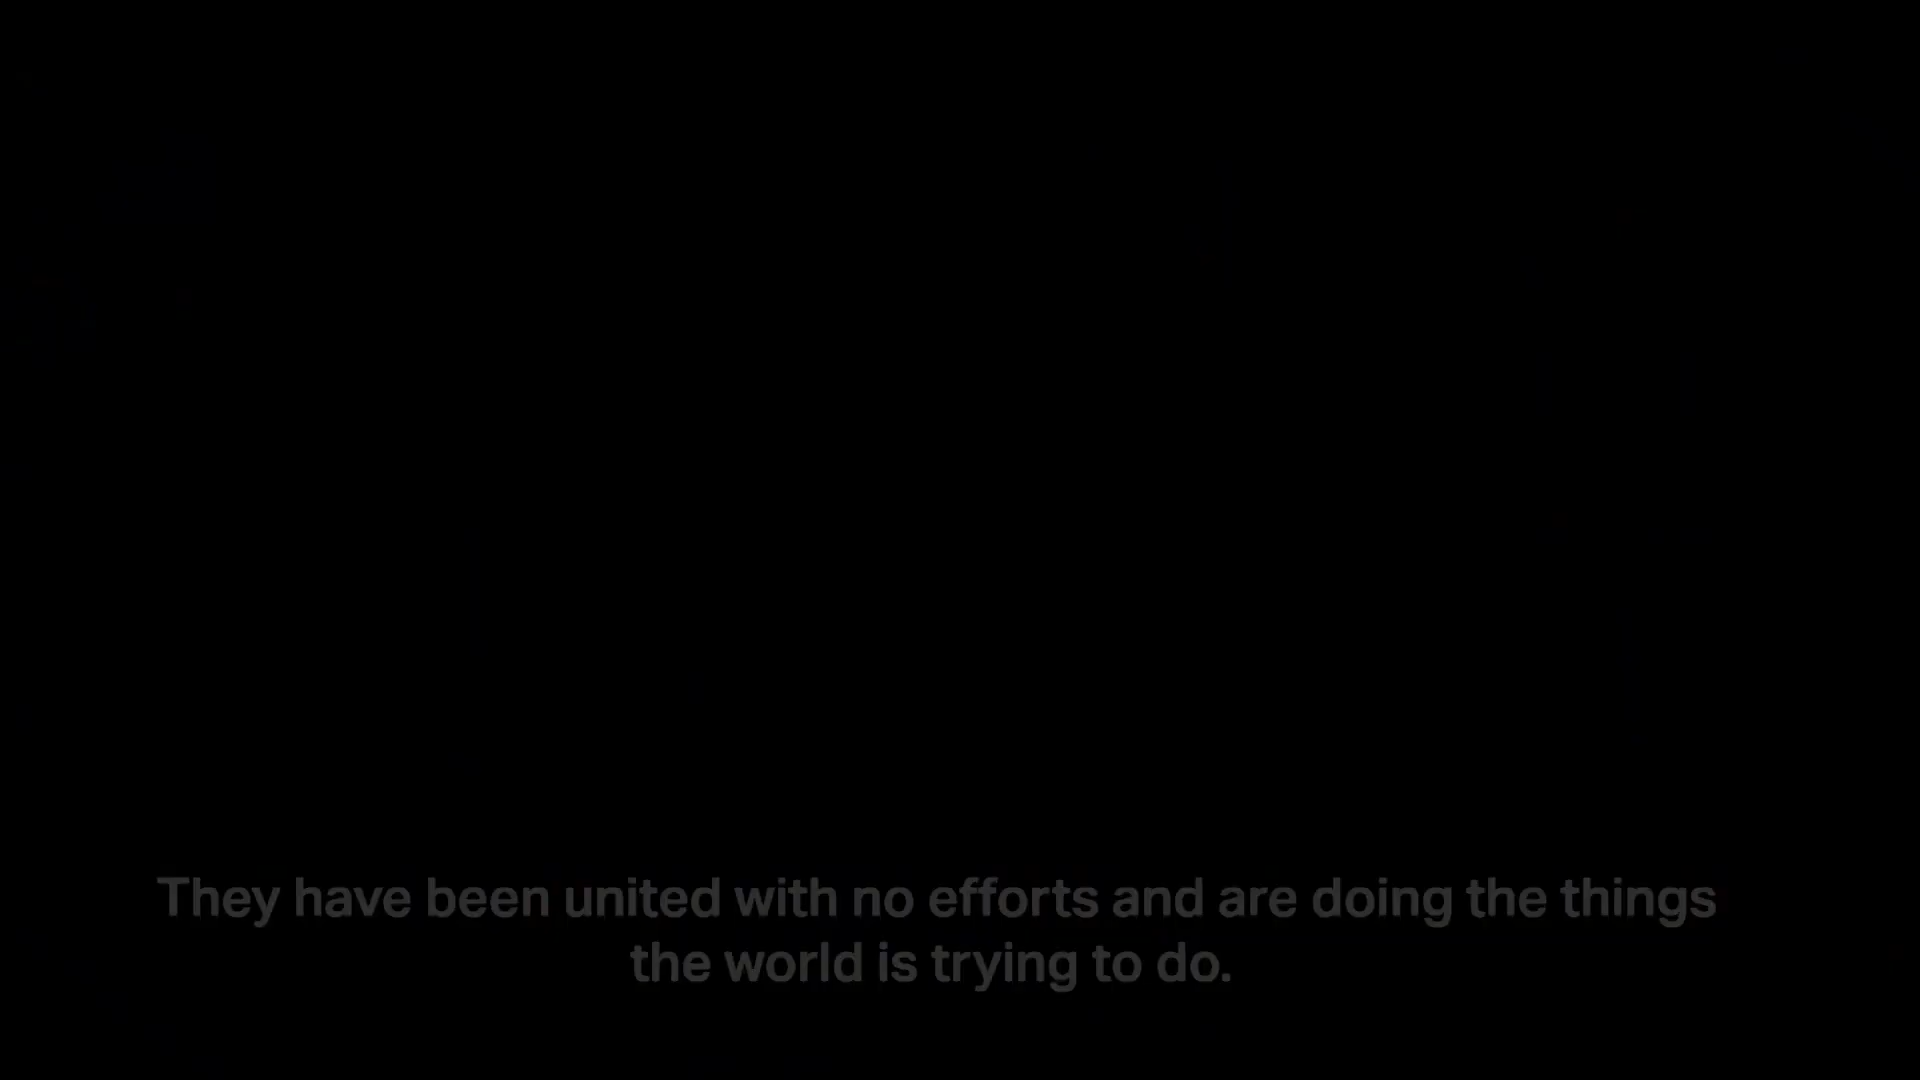 They have been united with no efforts and are doing the things
the world is trying to do.